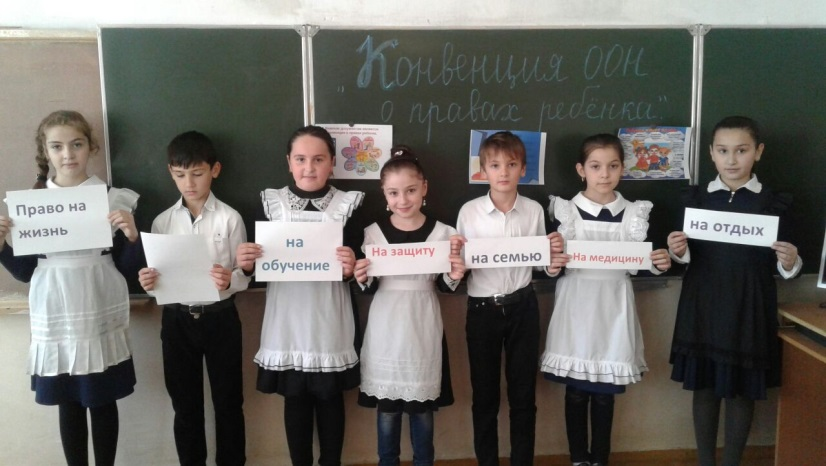 "Конвенция ООН
о правах ребёнка"
Право на
жизнь
на
обучение
На защиту
на семью
На медицину
на отдых